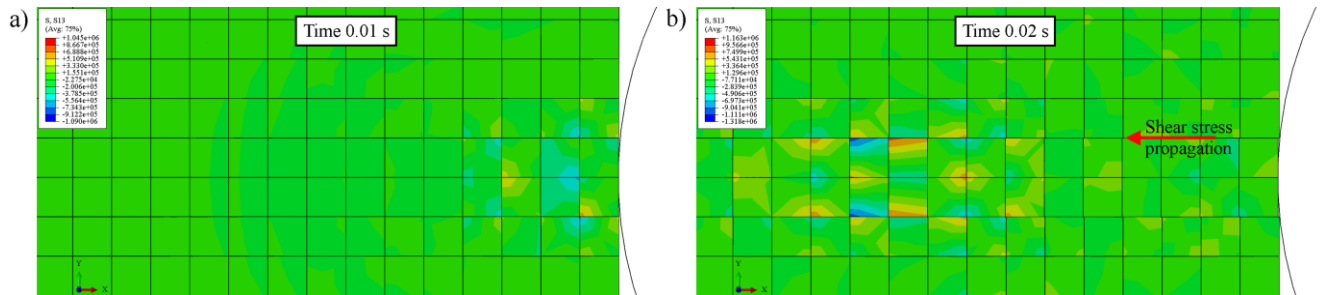 a)
S, S13
(Avg: 75%)
+1.045e+06
+8.667e+05
+6.888e+05
+5.109e+05
+3.330e+05
+1.551e+05
-2.275e+04
-2.006e+05
-3.785e+05
-5.564e+05
-7.343e+05
-9.122e+05
-1.090e+06
Time 0.01 s
Y
X
b)
S, S13
(Avg: 75%)
+1.163e+06
+9.566e+05
+7.499e+05
+5.431e+05
+3.364e+05
+1.296e+05
-7.711e+04
-2.839e+05
-4.906e+05
-6.973e+05
-9.041e+05
-1.111e+06
-1.318e+06
Time 0.02 s
Shear stress
propagation
Y
X